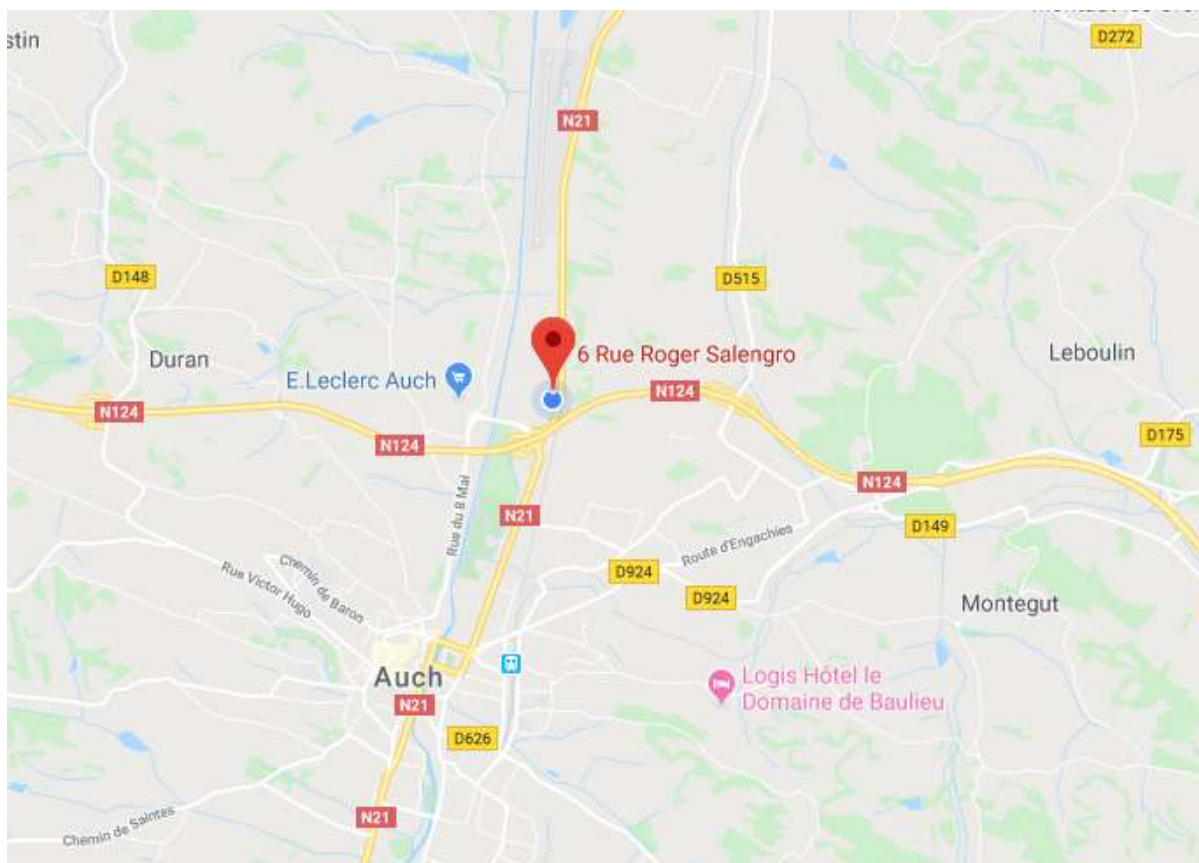 stin
D272
N21
D148
D515
6 Rue Roger Salengro
Duran
Leboulin
E.Leclerc Auch
N124
N124
N124
D175
N124
Rue du 8 Mai
N21
D149
Route d'Engachies
Chemin de Baron
Rue Victor Hugo
D924
D924
Montegut
Auch
Logis Hôtel le
Domaine de Baulieu
N21
D626
N21
Chemin de Saintes